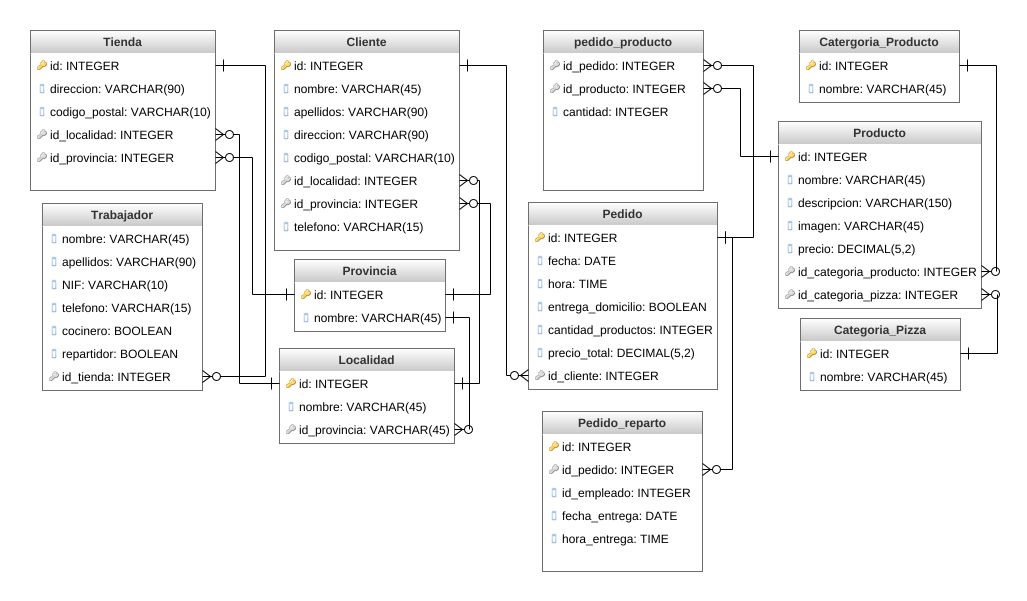 Tienda
id: INTEGER
direccion: VARCHAR(90)
codigo_postal: VARCHAR(10)
id_localidad: INTEGER
id_provincia: INTEGER
Trabajador
nombre: VARCHAR(45)
apellidos: VARCHAR(90)
NIF: VARCHAR(10)
telefono: VARCHAR(15)
cocinero: BOOLEAN
repartidor: BOOLEAN
id_tienda: INTEGER
Cliente
id: INTEGER
nombre: VARCHAR(45)
apellidos: VARCHAR(90)
direccion: VARCHAR(90)
codigo_postal: VARCHAR(10)
id_localidad: INTEGER
id_provincia: INTEGER
telefono: VARCHAR(15)
Provincia
id: INTEGER
nombre: VARCHAR(45)
Localidad
id: INTEGER
nombre: VARCHAR(45)
id_provincia: VARCHAR(45)
pedido_producto
id_pedido: INTEGER
id_producto: INTEGER
cantidad: INTEGER
Pedido
id: INTEGER
fecha: DATE
hora: TIME
entrega_domicilio: BOOLEAN
cantidad_productos: INTEGER
precio_total: DECIMAL(5,2)
id_cliente: INTEGER
Pedido_reparto
id: INTEGER
id_pedido: INTEGER
id_empleado: INTEGER
fecha_entrega: DATE
hora_entrega: TIME
Catergoria_Producto
id: INTEGER
nombre: VARCHAR(45)
Producto
id: INTEGER
nombre: VARCHAR(45)
descripcion: VARCHAR(150)
imagen: VARCHAR(45)
precio: DECIMAL(5,2)
id_categoria_producto: INTEGER
id_categoria_pizza: INTEGER
Categoria_Pizza
id: INTEGER
nombre: VARCHAR(45)